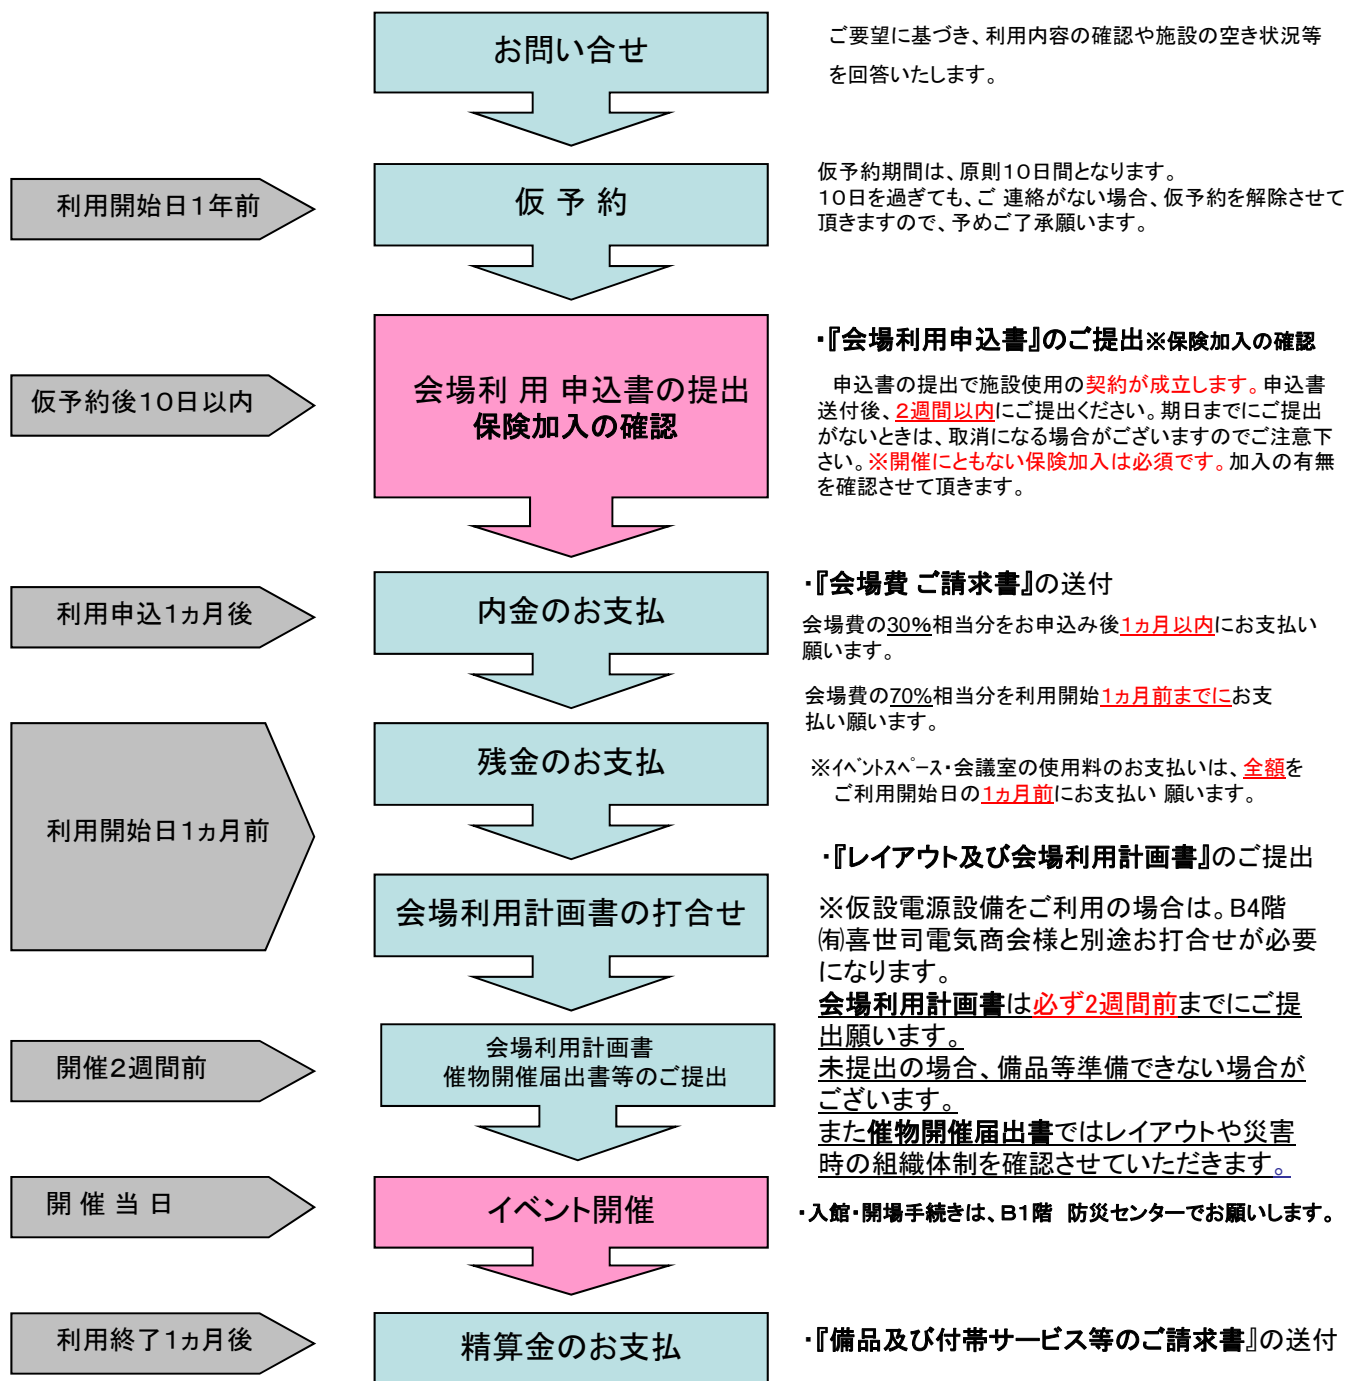 お問い合せ
ご要望に基づき、利用内容の確認や施設の空き状況等
を回答いたします。
利用開始日1年前
仮 予 約
仮予約期間は、原則10日間となります。
10日を過ぎても、ご 連絡がない場合、仮予約を解除させて
頂きますので、予めご了承願います。
仮予約後10日以内
会場利 用 申込書の提出
保険加入の確認
・『会場利用申込書』のご提出※保険加入の確認
申込書の提出で施設使用の契約が成立します。申込書
送付後、2週間以内にご提出ください。期日までにご提出
がないときは、取消になる場合がございますのでご注意下
さい。※開催にともない保険加入は必須です。加入の有無
を確認させて頂きます。
利用申込1ヵ月後
内金のお支払
・『会場費 ご請求書』の送付
会場費の30%相当分をお申込み後1ヵ月以内にお支払い
願います。
利用開始日1ヵ月前
残金のお支払
会場費の70%相当分を利用開始1ヵ月前までにお支
払い願います。
※ｲﾍﾞﾝﾄｽﾍﾟｰｽ・会議室の使用料のお支払いは、全額を
ご利用開始日の1ヵ月前にお支払い 願います。
会場利用計画書の打合せ
・『レイアウト及び会場利用計画書』のご提出
※仮設電源設備をご利用の場合は。B4階
㈲喜世司電気商会様と別途お打合せが必要
になります。
会場利用計画書は必ず2週間前までにご提
出願います。
未提出の場合、備品等準備できない場合が
ございます。
また催物開催届出書ではレイアウトや災害
時の組織体制を確認させていただきます。
開催2週間前
会場利用計画書
催物開催届出書等のご提出
開 催 当 日
イベント開催
・入館・開場手続きは、B1階 防災センターでお願いします。
利用終了1ヵ月後
精算金のお支払
・『備品及び付帯サービス等のご請求書』の送付